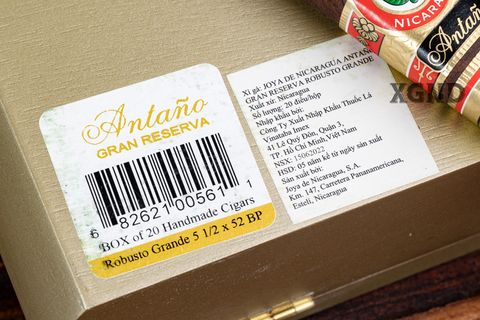 Antaño
GRAN RESERVA
6 82621 00561 1
BOX of 20 Handmade Cigars
Robusto Grande 5 1/2 x 52 BP
Xì gà: JOYA DE NICARAGUA ANTAÑO
GRAN RESERVA ROBUSTO GRANDE
Xuất xứ: Nicaragua
Số lượng: 20 điếu/hộp
Nhập khẩu bởi:
Công Ty Xuất Nhập Khẩu Thuốc Lá
Vinataba Imex
41 Lê Quý Đôn, Quận 3,
TP. Hồ Chí Minh, Việt Nam
NSX: 15062022
HSD: 05 năm kể từ ngày sản xuất
Sản xuất bởi:
Joya de Nicaragua, S.A.
Km. 147, Carretera Panamericana,
Estelí, Nicaragua
NICARA
Antaño
XGND